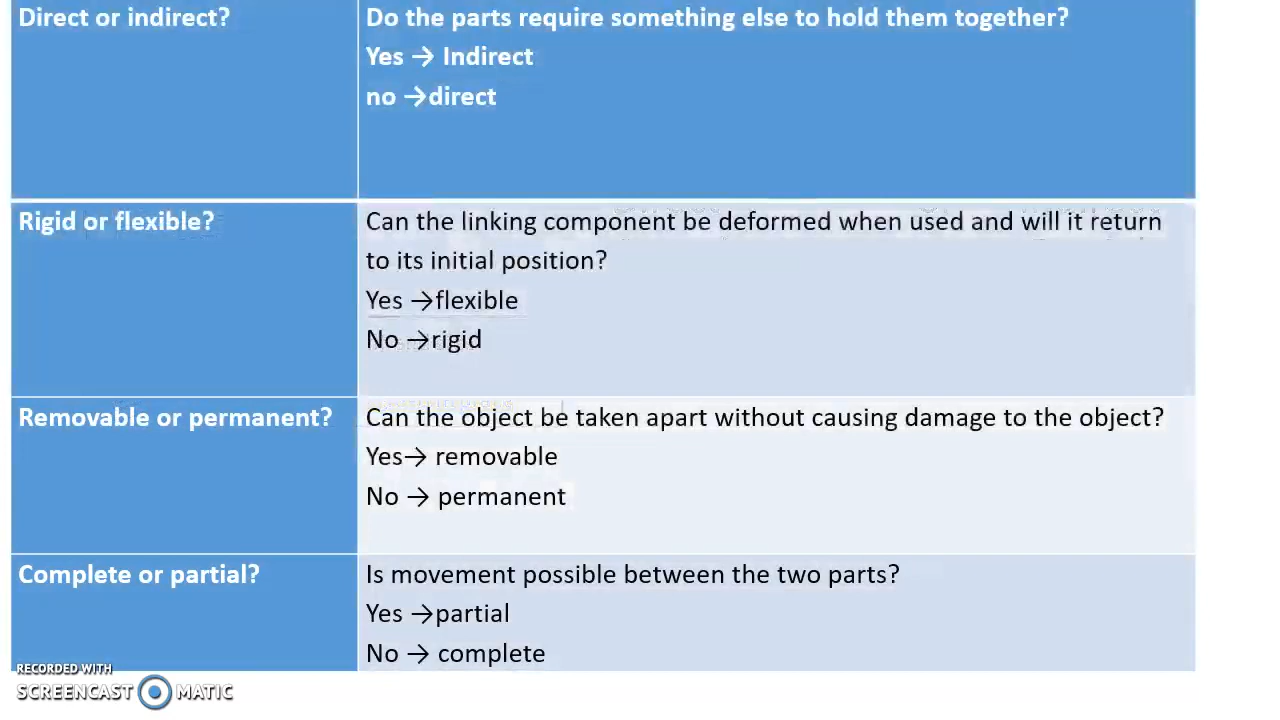 Direct or indirect?
Do the parts require something else to hold them together?
Yes → Indirect
no →direct
Rigid or flexible?
Can the linking component be deformed when used and will it return
to its initial position?
Yes →flexible
No →rigid
Removable or permanent?
Can the object be taken apart without causing damage to the object?
Yes→ removable
No → permanent
Complete or partial?
Is movement possible between the two parts?
Yes →partial
No → complete
RECORDED WITH
SCREENCAST MATIC